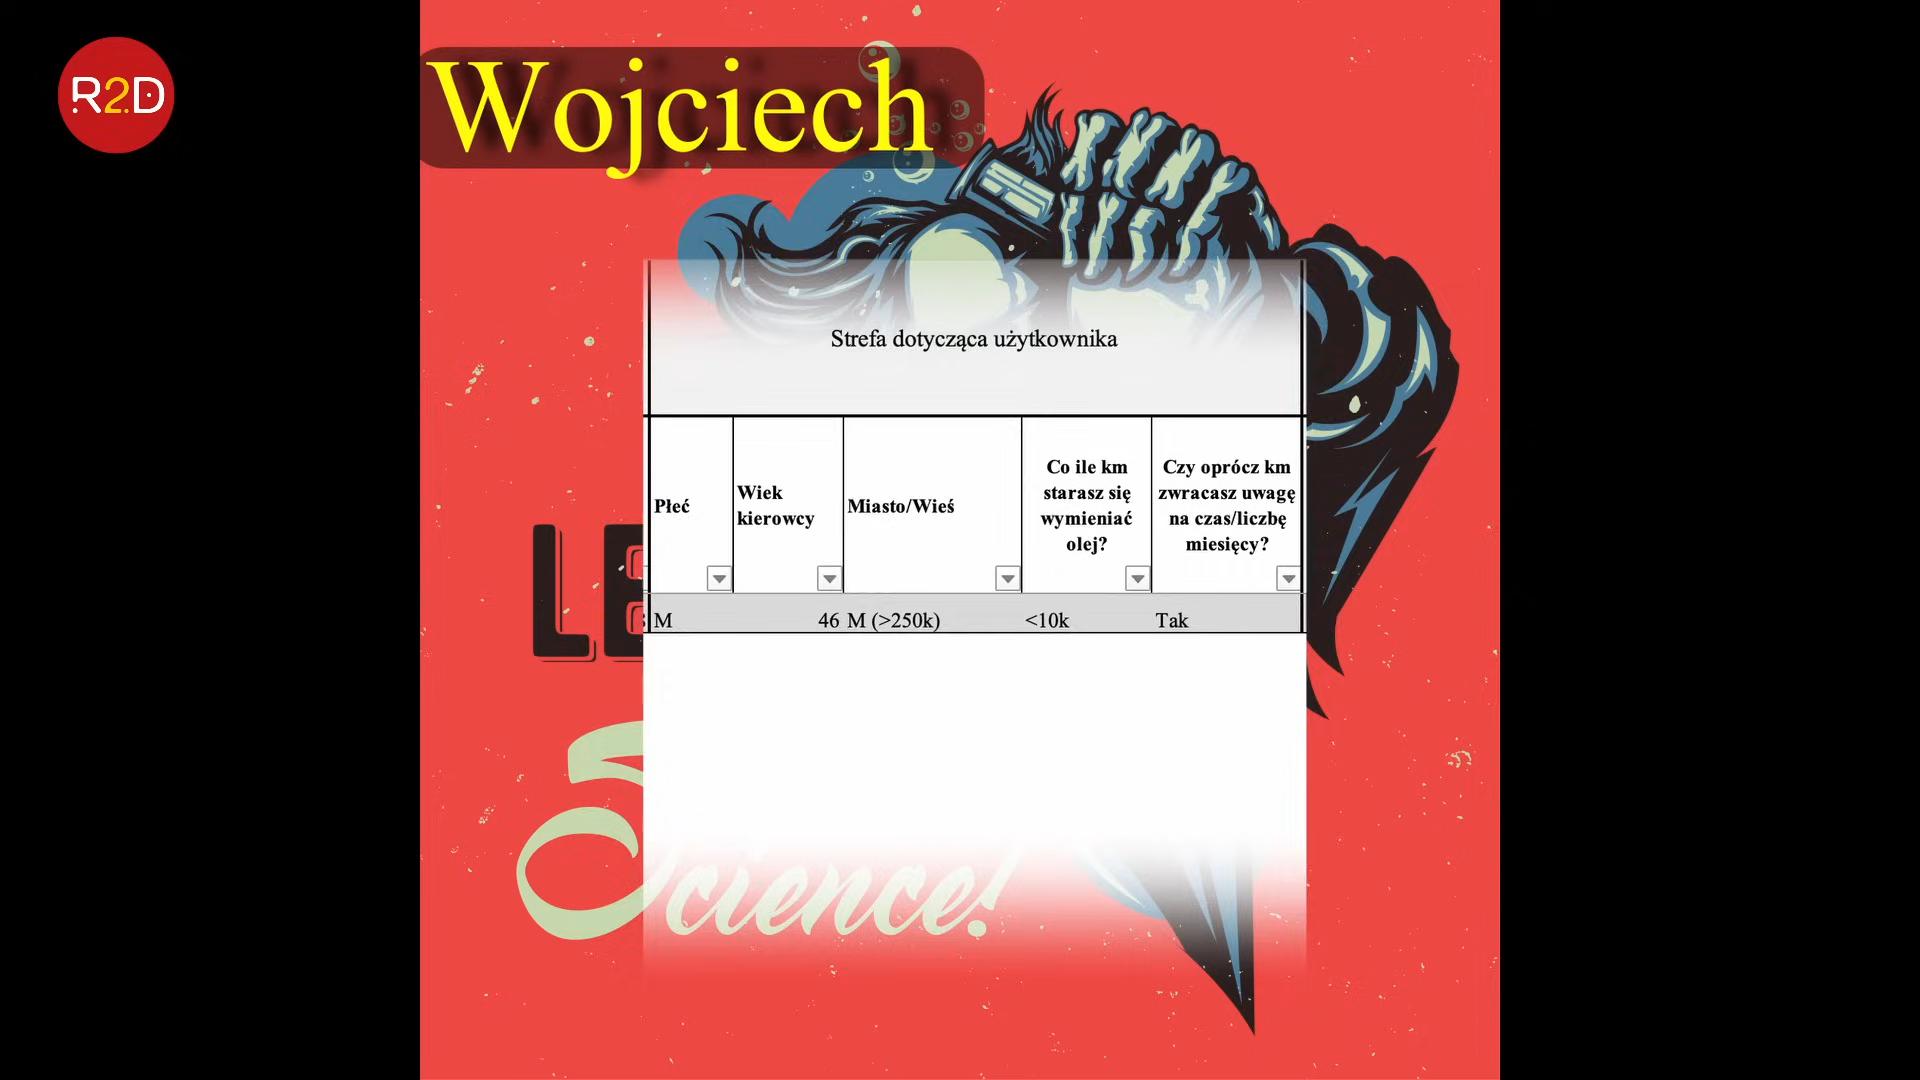 R2D
Wojciech
Strefa dotycząca użytkownika
Płeć
Wiek
kierowcy
Miasto/Wieś
Co ile km
starasz się
wymieniać
olej?
Czy oprócz km
zwracasz uwagę
na czas/liczbę
miesięcy?
M
46
M (>250k)
<10k
Tak
LE
Science!